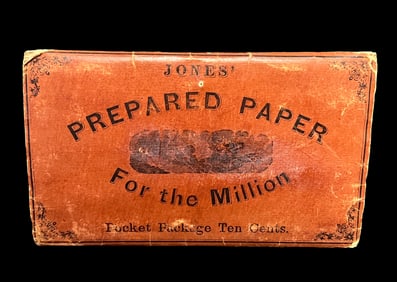 JONES'
PREPARED PAPER
For the Million
Pocket Package Ten Cents.